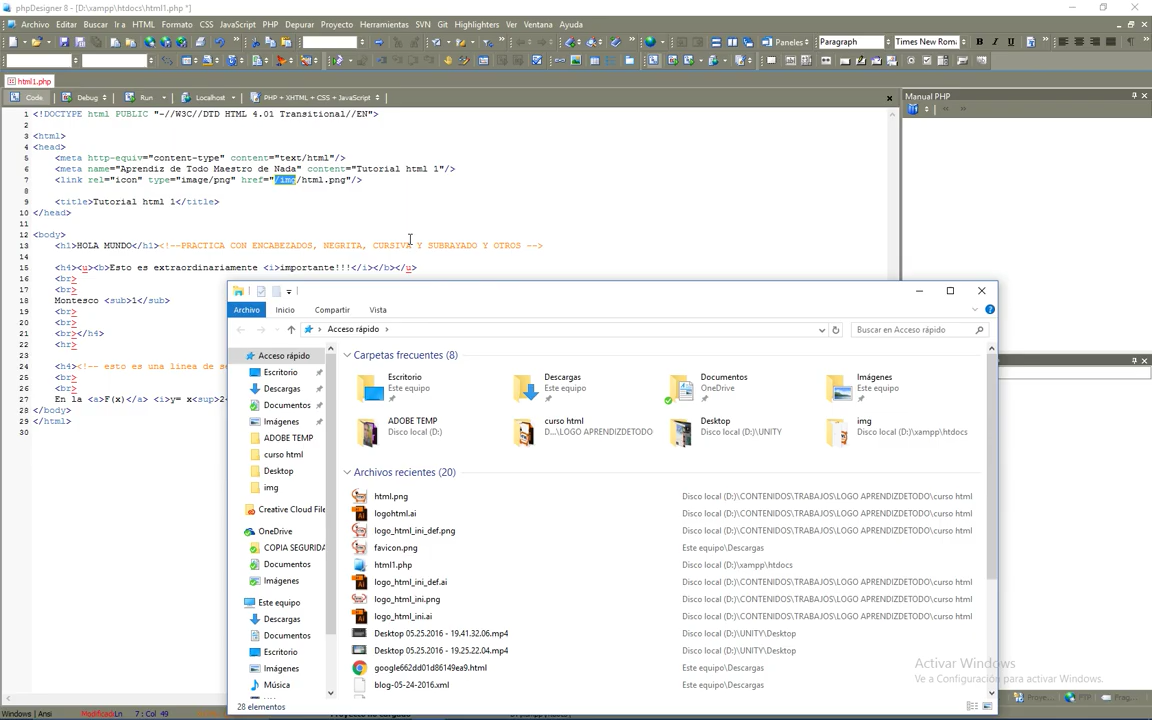 phpDesigner 8 - [D:\xampp\htdocs\html1.php *]
Archivo Editar Buscar Ir a HTML Formato CSS JavaScript PHP Depurar Proyecto Herramientas SVN Git Highlighters Ver Ventana Ayuda
Paneles Paragraph Times New Rom. B I U
html1.php
Code Debug Run Localhost PHP + XHTML + CSS + JavaScript
Manual PHP
1 <!DOCTYPE html PUBLIC "-//W3C//DTD HTML 4.01 Transitional//EN">
2
3 <html>
4 <head>
5 <meta http-equiv="content-type" content="text/html"/>
6 <meta name="Aprendiz de Todo Maestro de Nada" content="Tutorial html 1"/>
7 <link rel="icon" type="image/png" href="/img/html.png"/>
8
9 <title>Tutorial html 1</title>
10 </head>
11
12 <body>
13 <h1>HOLA MUNDO</h1><!--PRACTICA CON ENCABEZADOS, NEGRITA, CURSIVA Y SUBRAYADO Y OTROS -->
14
15 <h4><u><b>Esto es extraordinariamente <i>importante!!!</i></b></u>
16 <br>
17 <br>
18 Montesco <sub>1</sub>
19 <br>
20 <br>
21 <br></h4>
22 <hr>
23
24 <h4><!-- esto es una linea de
25 <br>
26 <br>
27 En la <a>F(x)</a> <i>y= x<sup>2
28 </body>
29 </html>
30
Archivo Inicio Compartir Vista
Acceso rápido
Buscar en Acceso rápido
Acceso rápido
Escritorio
Descargas
Documentos
Imágenes
ADOBE TEMP
curso html
Desktop
img
Creative Cloud File
OneDrive
COPIA SEGURIDA
Documentos
Imágenes
Este equipo
Descargas
Documentos
Escritorio
Imágenes
Música
Carpetas frecuentes (8)
Escritorio Este equipo
Descargas Este equipo
Documentos OneDrive
Imágenes Este equipo
ADOBE TEMP Disco local (D:)
curso html D...\LOGO APRENDIZDETODO
Desktop Disco local (D:)\UNITY
img Disco local (D:)\xampp\htdocs
Archivos recientes (20)
html.png Disco local (D:)\CONTENIDOS\TRABAJOS\LOGO APRENDIZDETODO\curso html
logohtml.ai Disco local (D:)\CONTENIDOS\TRABAJOS\LOGO APRENDIZDETODO\curso html
logo_html_ini_def.png Disco local (D:)\CONTENIDOS\TRABAJOS\LOGO APRENDIZDETODO\curso html
favicon.png Este equipo\Descargas
html1.php Disco local (D:)\xampp\htdocs
logo_html_ini_def.ai Disco local (D:)\CONTENIDOS\TRABAJOS\LOGO APRENDIZDETODO\curso html
logo_html_ini.png Disco local (D:)\CONTENIDOS\TRABAJOS\LOGO APRENDIZDETODO\curso html
logo_html_ini.ai Disco local (D:)\CONTENIDOS\TRABAJOS\LOGO APRENDIZDETODO\curso html
Desktop 05.25.2016 - 19.41.32.06.mp4 Disco local (D:)\UNITY\Desktop
Desktop 05.25.2016 - 19.25.22.04.mp4 Disco local (D:)\UNITY\Desktop
google662dd01d86149ea9.html Este equipo\Descargas
blog-05-24-2016.xml Este equipo\Descargas
28 elementos
Activar Windows
Ve a Configuración para activar Windows.
Proye... FTP Frag...
Windows | Ansi Modificado Ln 7 : Col 49